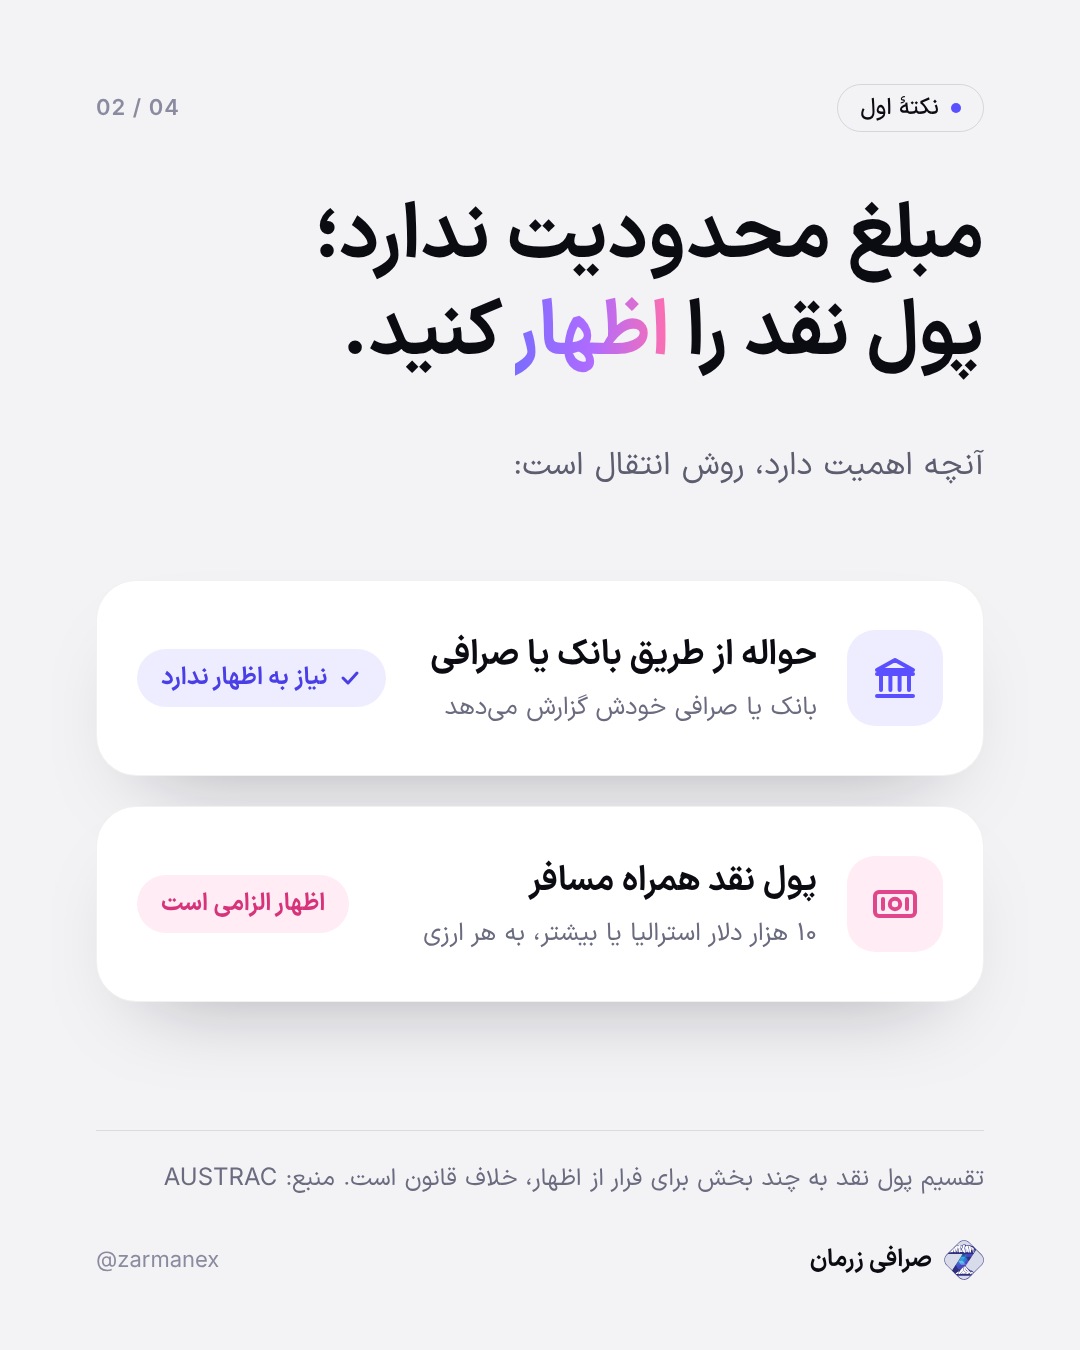 نکتهٔ اول
02 / 04
مبلغ محدودیت ندارد؛
پول نقد را اظهار کنید.
آنچه اهمیت دارد، روش انتقال است:
حواله از طریق بانک یا صرافی
بانک یا صرافی خودش گزارش می‌دهد
نیاز به اظهار ندارد
پول نقد همراه مسافر
۱۰ هزار دلار استرالیا یا بیشتر، به هر ارزی
اظهار الزامی است
تقسیم پول نقد به چند بخش برای فرار از اظهار، خلاف قانون است. منبع: AUSTRAC
صرافی زرمان
@zarmanex